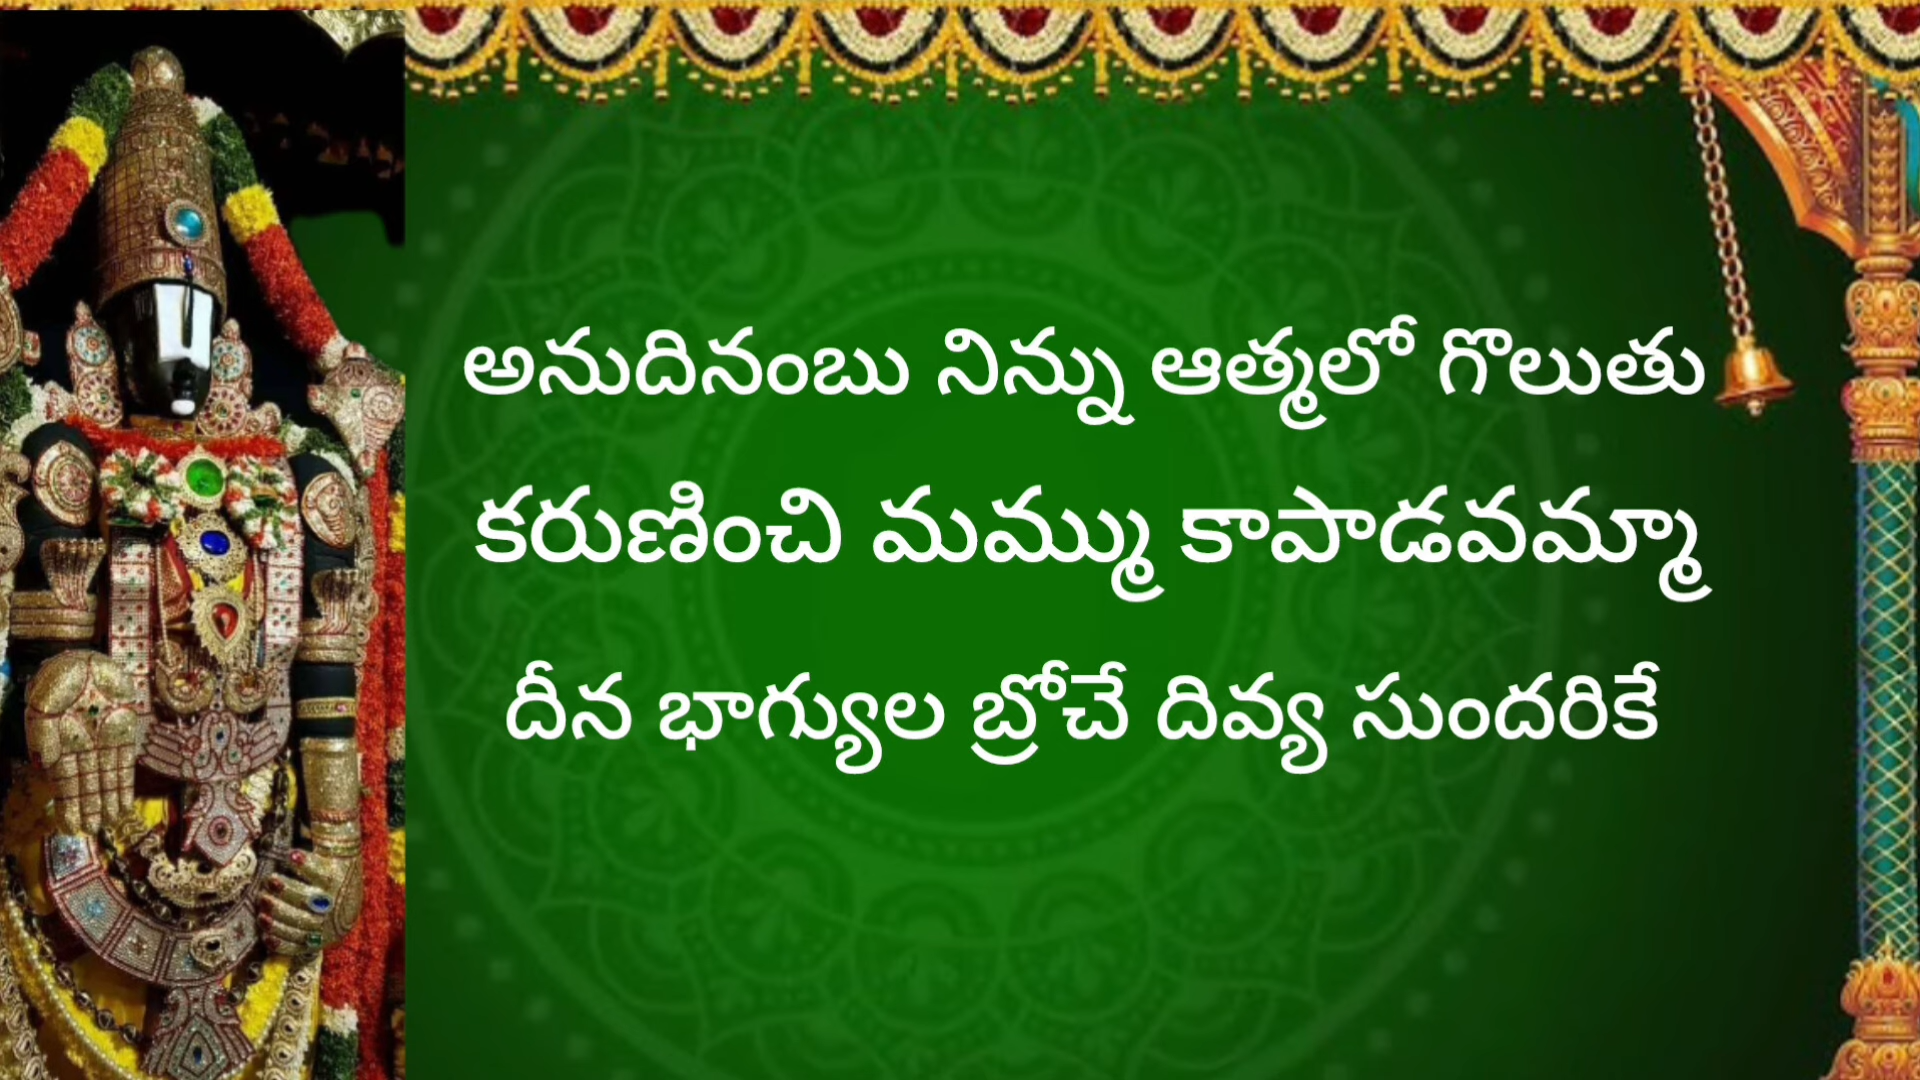 అనుదినంబు నిన్ను ఆత్మలో గొలుతు
కరుణించి మమ్ము కాపాడవమ్మా
దీన భాగ్యుల బ్రోచే దివ్య సుందరికే